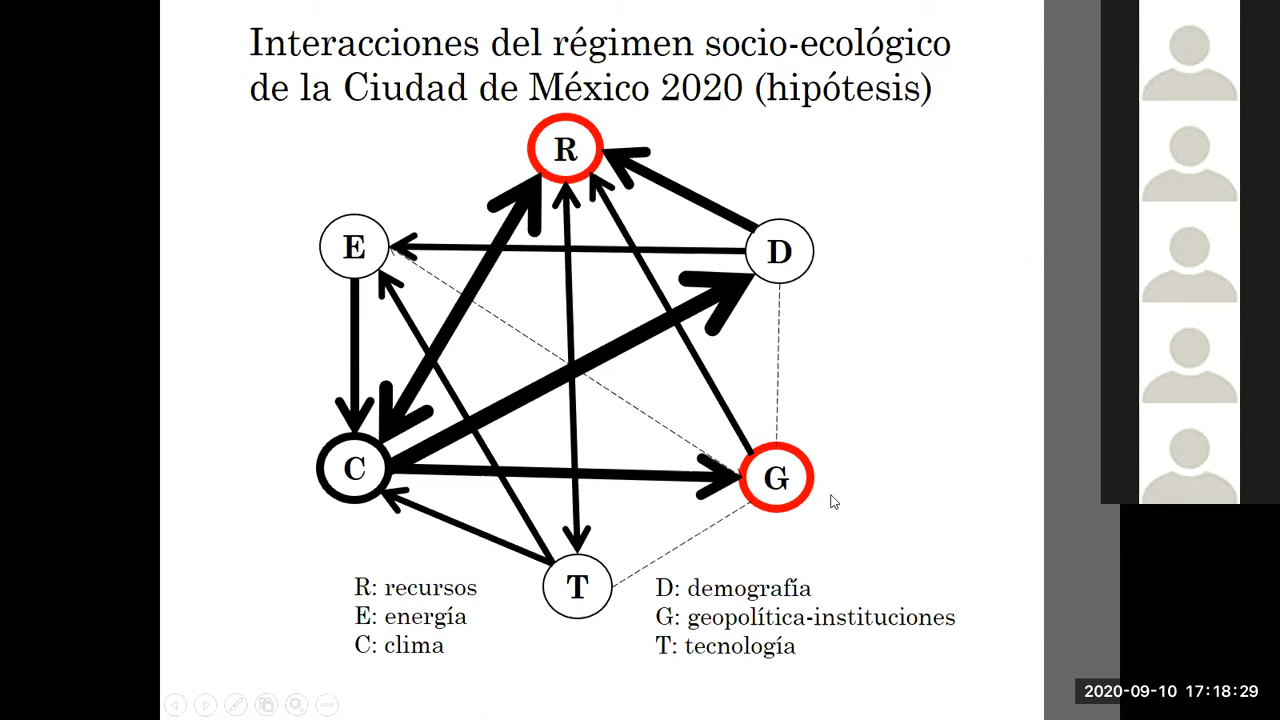 Interacciones del régimen socio-ecológico
de la Ciudad de México 2020 (hipótesis)
R
E
D
C
G
T
R: recursos
E: energía
C: clima
D: demografía
G: geopolítica-instituciones
T: tecnología
2020-09-10 17:18:29